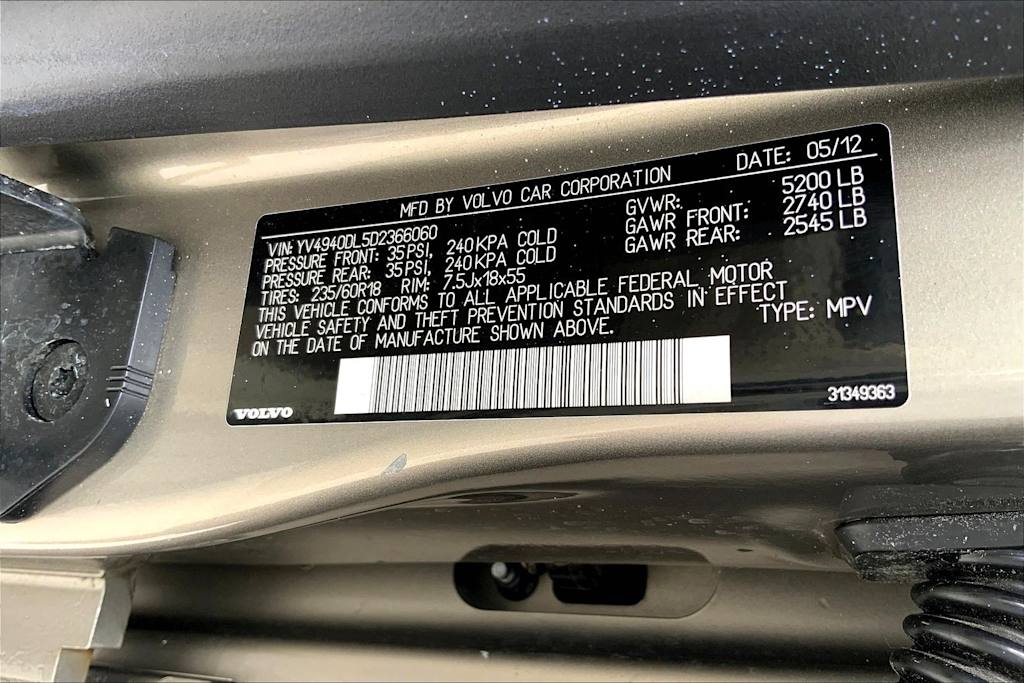 MFD BY VOLVO CAR CORPORATION DATE: 05/12
VIN: YV4940DL5D2366060 GVWR: 5200 LB
PRESSURE FRONT: 35PSI, 240KPA COLD GAWR FRONT: 2740 LB
PRESSURE REAR: 35PSI, 240KPA COLD GAWR REAR: 2545 LB
TIRES: 235/60R18 RIM: 7.5Jx18x55
THIS VEHICLE CONFORMS TO ALL APPLICABLE FEDERAL MOTOR
VEHICLE SAFETY AND THEFT PREVENTION STANDARDS IN EFFECT
ON THE DATE OF MANUFACTURE SHOWN ABOVE. TYPE: MPV
VOLVO 31349363